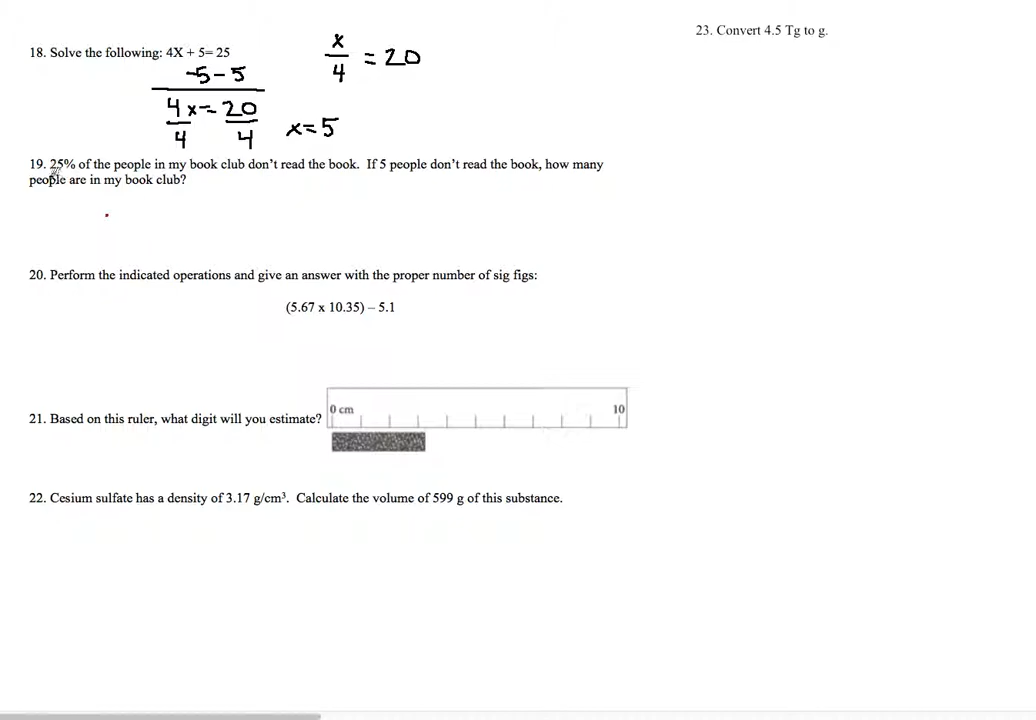 18. Solve the following: 4X + 5= 25
-5 - 5
4x = 20
4 4
x = 5
x
4
= 20
19. 25% of the people in my book club don't read the book. If 5 people don't read the book, how many
people are in my book club?
20. Perform the indicated operations and give an answer with the proper number of sig figs:
(5.67 x 10.35) – 5.1
21. Based on this ruler, what digit will you estimate?
0 cm 10
22. Cesium sulfate has a density of 3.17 g/cm³. Calculate the volume of 599 g of this substance.
23. Convert 4.5 Tg to g.